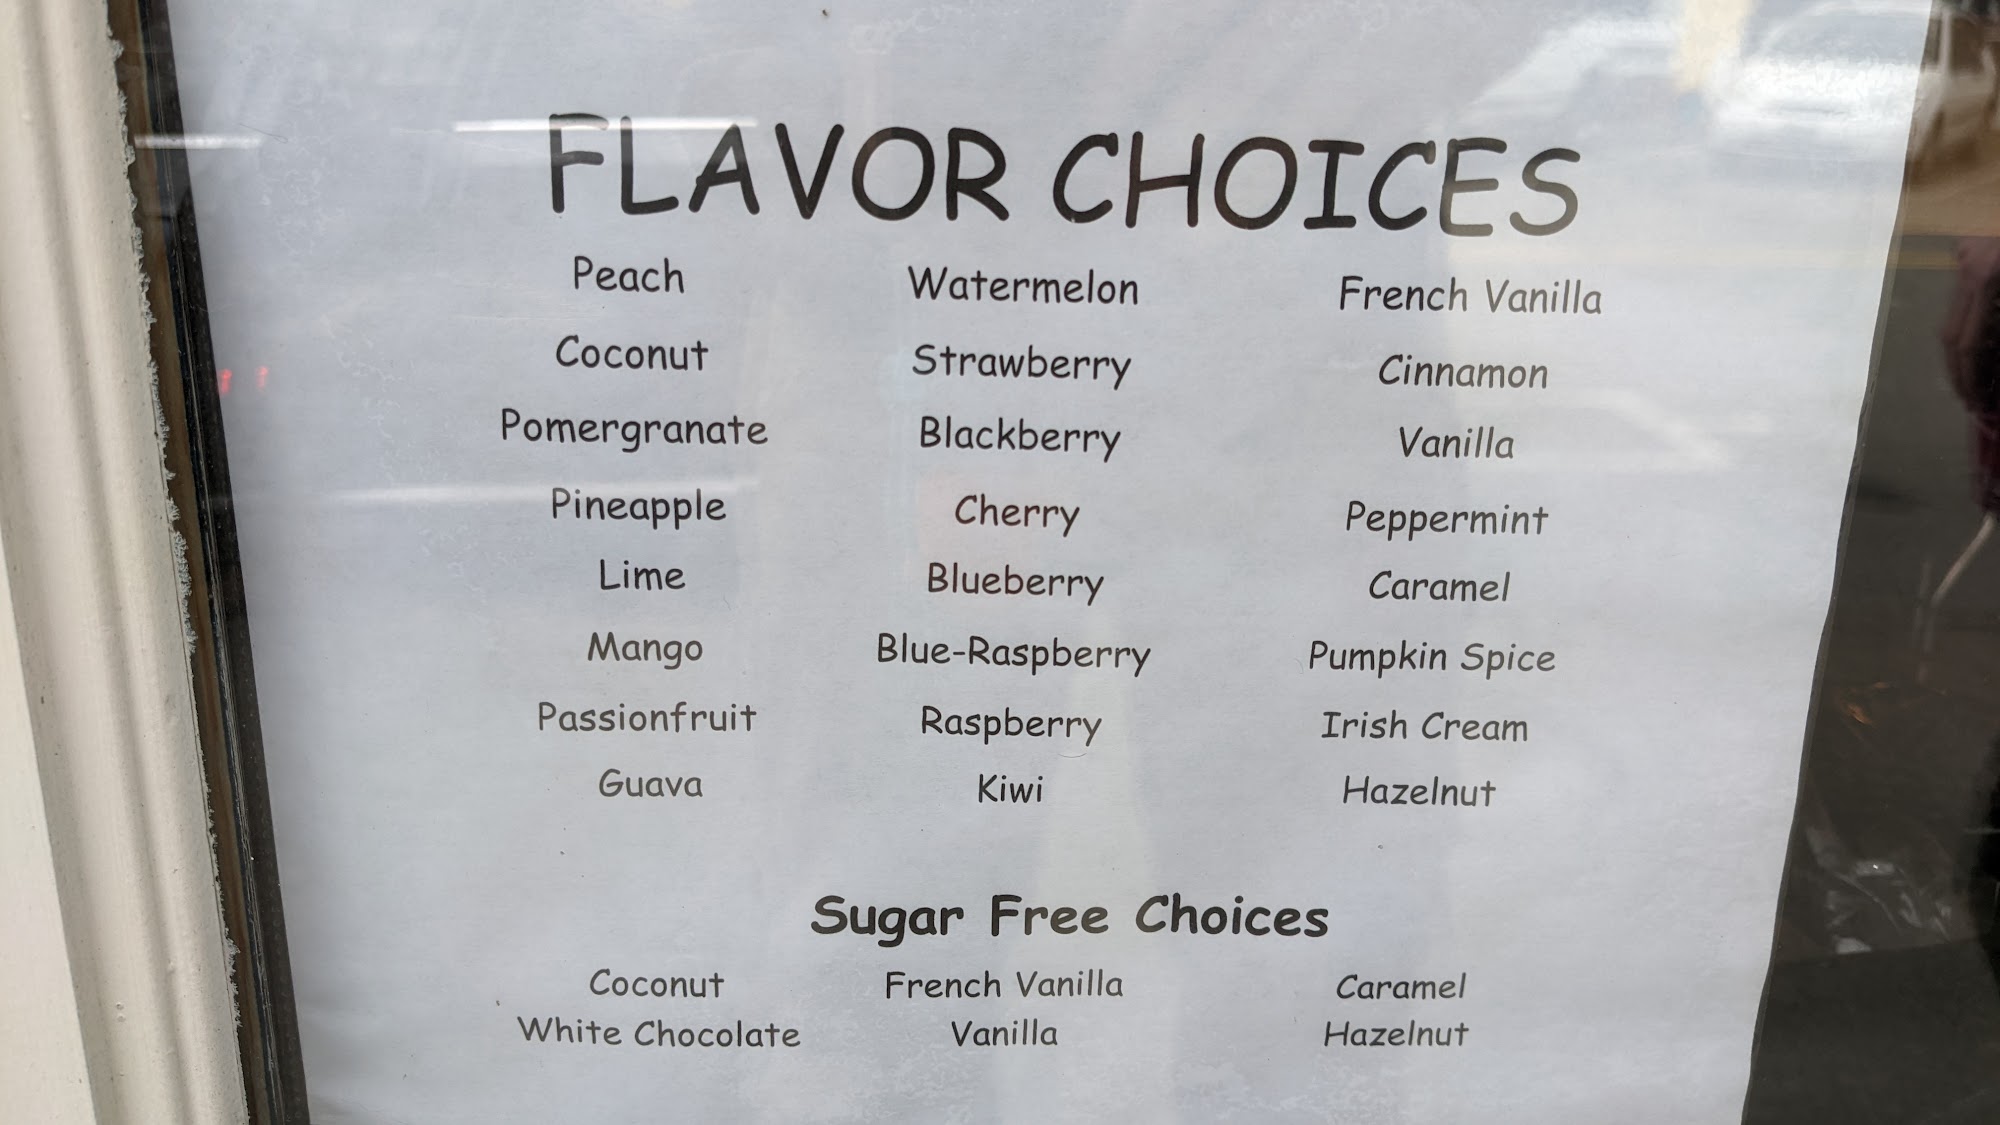 FLAVOR CHOICES
Peach Watermelon French Vanilla
Coconut Strawberry Cinnamon
Pomergranate Blackberry Vanilla
Pineapple Cherry Peppermint
Lime Blueberry Caramel
Mango Blue-Raspberry Pumpkin Spice
Passionfruit Raspberry Irish Cream
Guava Kiwi Hazelnut
Sugar Free Choices
Coconut French Vanilla Caramel
White Chocolate Vanilla Hazelnut